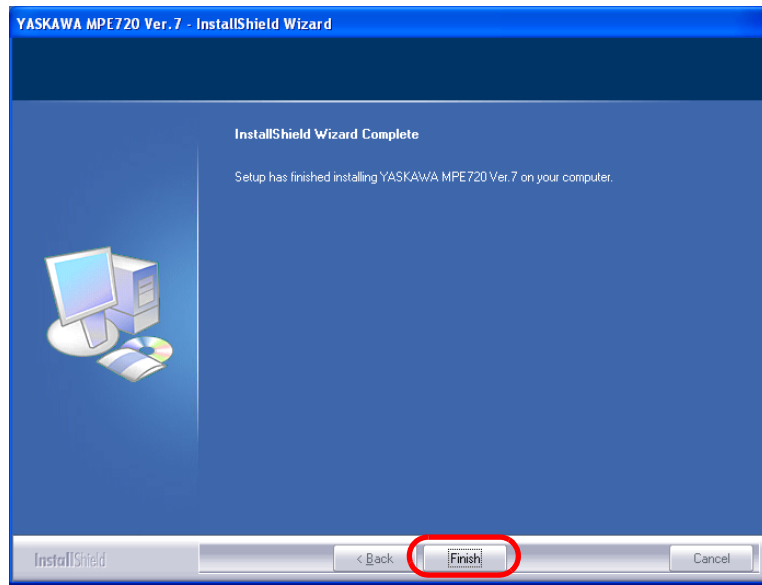 YASKAWA MPE720 Ver.7 - InstallShield Wizard
InstallShield Wizard Complete
Setup has finished installing YASKAWA MPE720 Ver.7 on your computer.
InstallShield
< Back Finish Cancel